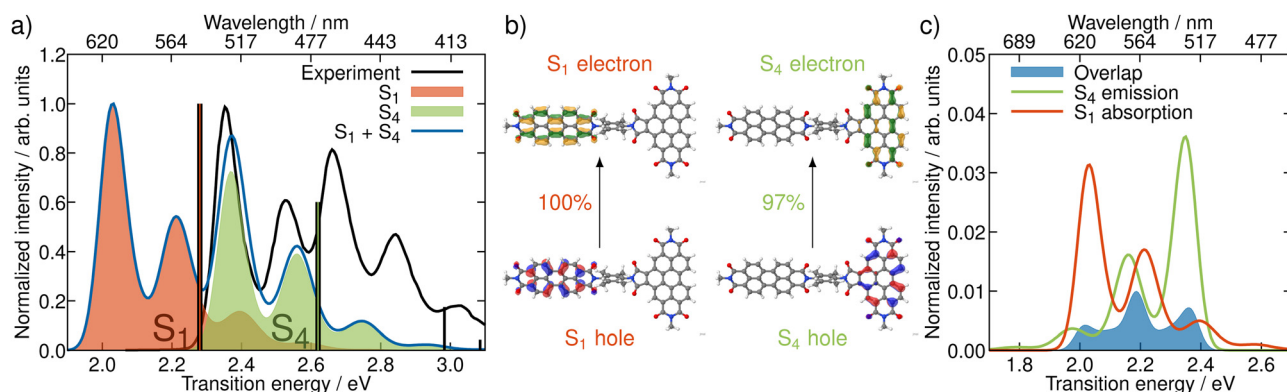 a)
Wavelength / nm
620 564 517 477 443 413
Normalized intensity / arb. units
1.2
1.0
0.8
0.6
0.4
0.2
0.0
Experiment
S1
S4
S1 + S4
S1 S4
2.0 2.2 2.4 2.6 2.8 3.0
Transition energy / eV
b)
S1 electron S4 electron
100% 97%
S1 hole S4 hole
c)
Wavelength / nm
689 620 564 517 477
Normalized intensity / arb. units
0.05
0.04
0.03
0.02
0.01
0.00
Overlap
S4 emission
S1 absorption
1.8 2.0 2.2 2.4 2.6
Transition energy / eV